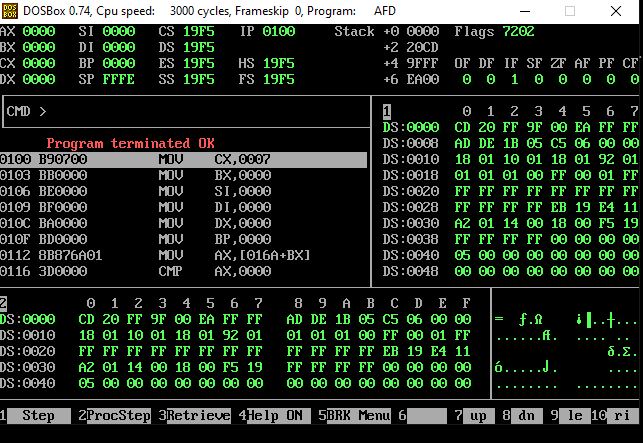 DOSBox 0.74, Cpu speed: 3000 cycles, Frameskip 0, Program: AFD
AX 0000 SI 0000 CS 19F5 IP 0100 Stack +0 0000 Flags 7202
BX 0000 DI 0000 DS 19F5 +2 20CD
CX 0000 BP 0000 ES 19F5 HS 19F5 +4 9FFF OF DF IF SF ZF AF PF CF
DX 0000 SP FFFE SS 19F5 FS 19F5 +6 EA00 0 0 1 0 0 0 0 0
CMD >
1 0 1 2 3 4 5 6 7
DS:0000 CD 20 FF 9F 00 EA FF FF
Program terminated OK
DS:0008 AD DE 1B 05 C5 06 00 00
0100 B90700 MOV CX,0007
DS:0010 18 01 10 01 18 01 92 01
0103 BB0000 MOV BX,0000
DS:0018 01 01 01 00 FF 00 01 FF
0106 BE0000 MOV SI,0000
DS:0020 FF FF FF FF FF FF FF FF
0109 BF0000 MOV DI,0000
DS:0028 FF FF FF FF EB 19 E4 11
010C BA0000 MOV DX,0000
DS:0030 A2 01 14 00 18 00 F5 19
010F BD0000 MOV BP,0000
DS:0038 FF FF FF FF 00 00 00 00
0112 8B876A01 MOV AX,[016A+BX]
DS:0040 05 00 00 00 00 00 00 00
0116 3D0000 CMP AX,0000
DS:0048 00 00 00 00 00 00 00 00
2 0 1 2 3 4 5 6 7 8 9 A B C D E F
DS:0000 CD 20 FF 9F 00 EA FF FF AD DE 1B 05 C5 06 00 00 = ƒ.Ω ¡▐..┼...
DS:0010 18 01 10 01 18 01 92 01 01 01 01 00 FF 00 01 FF ......Æ. .... .. 
DS:0020 FF FF FF FF FF FF FF FF FF FF FF FF EB 19 E4 11 δ.Σ.
DS:0030 A2 01 14 00 18 00 F5 19 FF FF FF FF 00 00 00 00 ó.....⌡. ....
DS:0040 05 00 00 00 00 00 00 00 00 00 00 00 00 00 00 00 ........ ........
1 Step 2 ProcStep 3 Retrieve 4 Help ON 5 BRK Menu 6 7 up 8 dn 9 le 10 ri